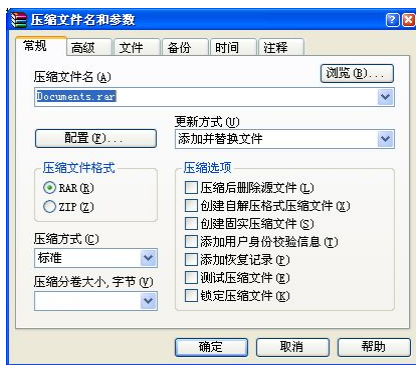 压缩文件名和参数
常规 高级 文件 备份 时间 注释
压缩文件名(A)
浏览(B)...
Documents.rar
更新方式(U)
配置(F)...
添加并替换文件
压缩文件格式
RAR(R)
ZIP(Z)
压缩方式(C)
标准
压缩分卷大小,字节(V)
压缩选项
压缩后删除源文件(L)
创建自解压格式压缩文件(X)
创建固实压缩文件(S)
添加用户身份校验信息(T)
添加恢复记录(P)
测试压缩文件(E)
锁定压缩文件(K)
确定 取消 帮助